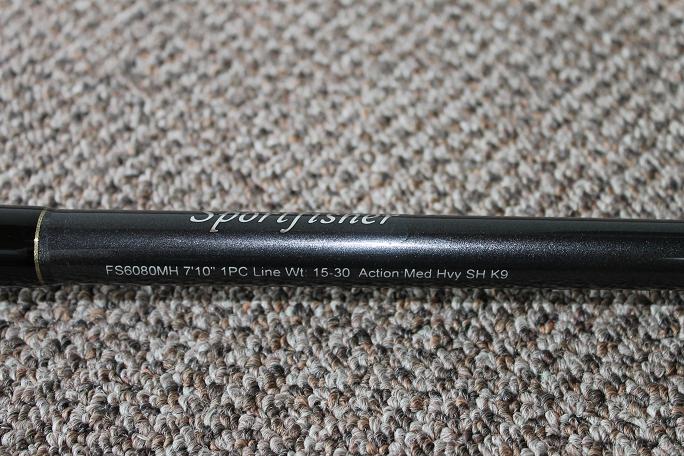 Sportfisher
FS6080MH 7'10" 1PC Line Wt: 15-30 Action:Med Hvy SH K9